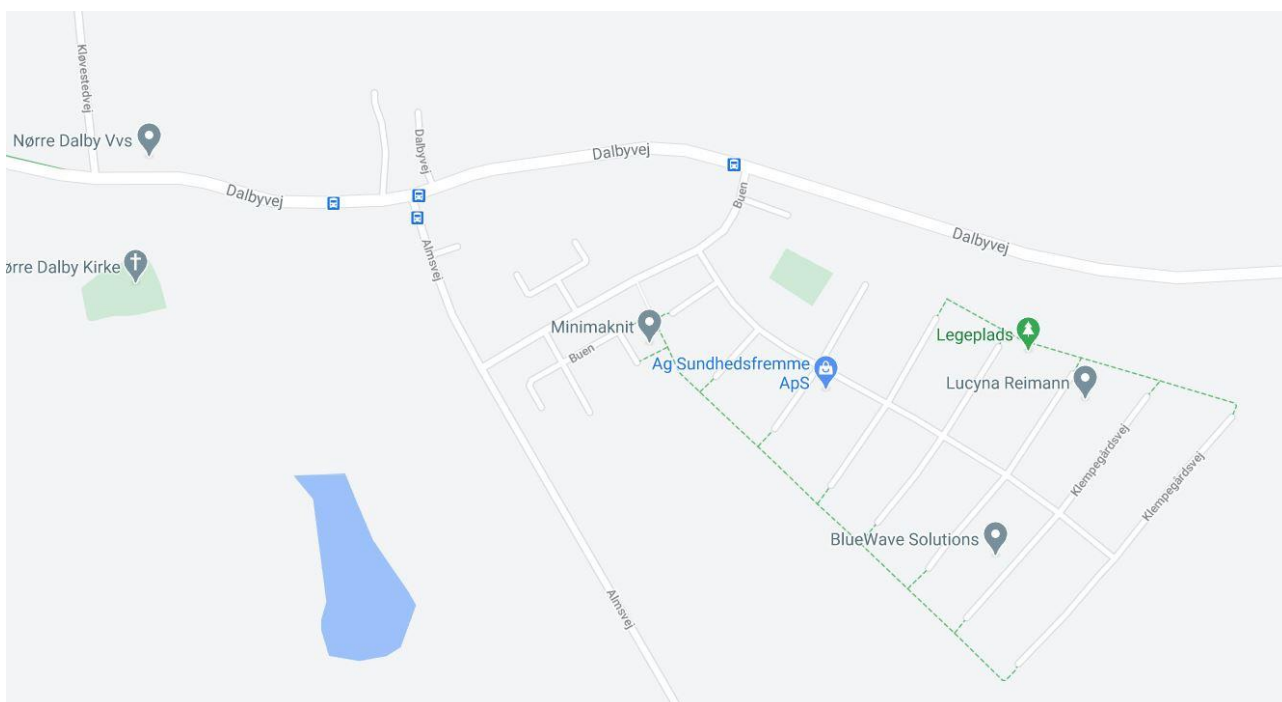 Kløvestedvej
Nørre Dalby Vvs
Dalbyvej
Dalbyvej
Dalbyvej
Buen
Dalbyvej
ørre Dalby Kirke
Almsvej
Minimaknit
Buen
Legeplads
Ag Sundhedsfremme
ApS
Lucyna Reimann
Klempegårdsvej
Klempegårdsvej
BlueWave Solutions
Almsvej